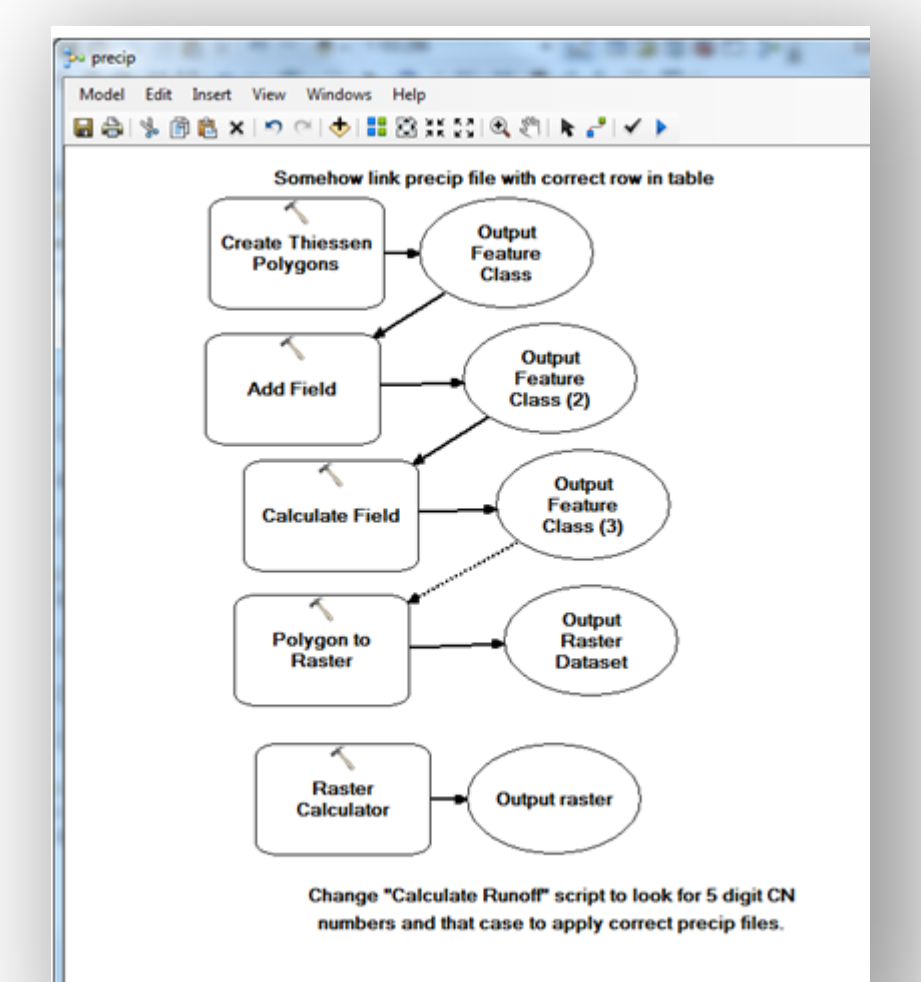 precip
Model Edit Insert View Windows Help
Somehow link precip file with correct row in table
Create Thiessen
Polygons
Output
Feature
Class
Add Field
Output
Feature
Class (2)
Calculate Field
Output
Feature
Class (3)
Polygon to
Raster
Output
Raster
Dataset
Raster
Calculator
Output raster
Change "Calculate Runoff" script to look for 5 digit CN
numbers and that case to apply correct precip files.